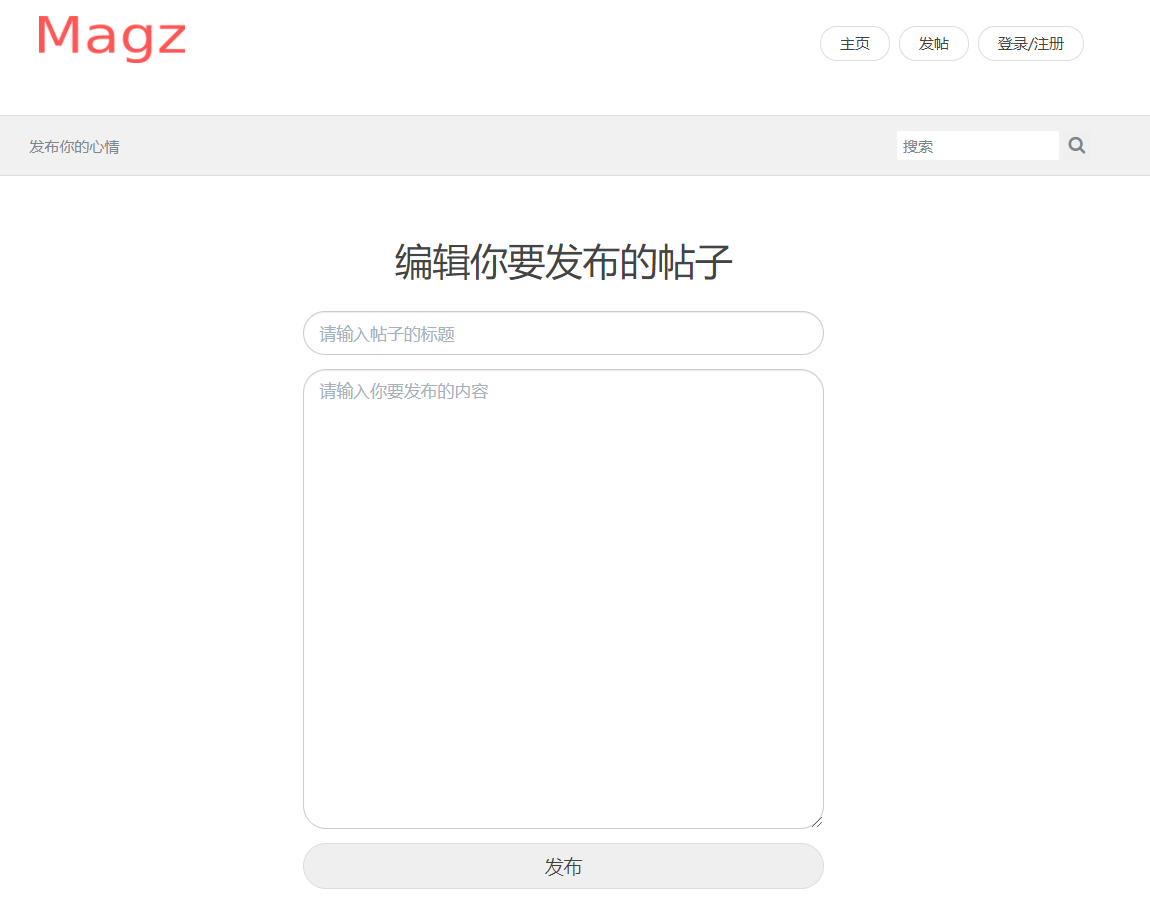 Magz
主页 发帖 登录/注册
发布你的心情 搜索
编辑你要发布的帖子
请输入帖子的标题
请输入你要发布的内容
发布